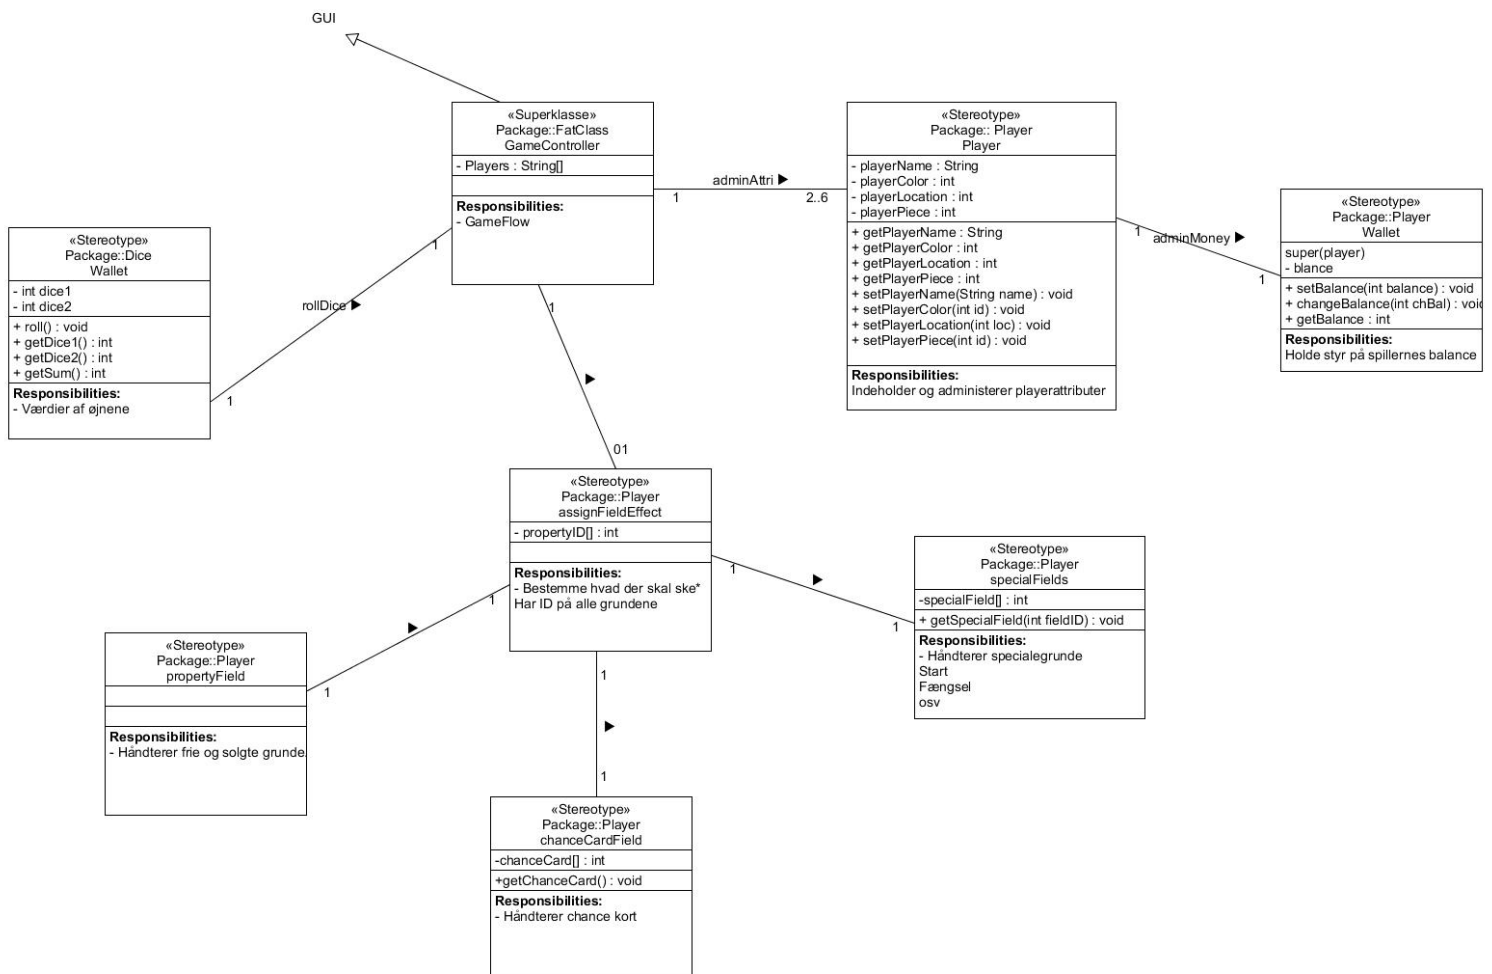 GUI
«Superklasse»
Package::FatClass
GameController
- Players : String[]
Responsibilities:
- GameFlow
adminAttri
1
2..6
«Stereotype»
Package:: Player
Player
- playerName : String
- playerColor : int
- playerLocation : int
- playerPiece : int
+ getPlayerName : String
+ getPlayerColor : int
+ getPlayerLocation : int
+ getPlayerPiece : int
+ setPlayerName(String name) : void
+ setPlayerColor(int id) : void
+ setPlayerLocation(int loc) : void
+ setPlayerPiece(int id) : void
Responsibilities:
Indeholder og administerer playerattributer
1
adminMoney
1
«Stereotype»
Package::Player
Wallet
super(player)
- blance
+ setBalance(int balance) : void
+ changeBalance(int chBal) : void
+ getBalance : int
Responsibilities:
Holde styr på spillernes balance
«Stereotype»
Package::Dice
Wallet
- int dice1
- int dice2
+ roll() : void
+ getDice1() : int
+ getDice2() : int
+ getSum() : int
Responsibilities:
- Værdier af øjnene
1
rollDice
1
1
01
«Stereotype»
Package::Player
assignFieldEffect
- propertyID[] : int
Responsibilities:
- Bestemme hvad der skal ske*
Har ID på alle grundene
1
1
«Stereotype»
Package::Player
specialFields
-specialField[] : int
+ getSpecialField(int fieldID) : void
Responsibilities:
- Håndterer specialegrunde
Start
Fængsel
osv
1
1
«Stereotype»
Package::Player
propertyField
Responsibilities:
- Håndterer frie og solgte grunde.
1
1
«Stereotype»
Package::Player
chanceCardField
-chanceCard[] : int
+getChanceCard() : void
Responsibilities:
- Håndterer chance kort